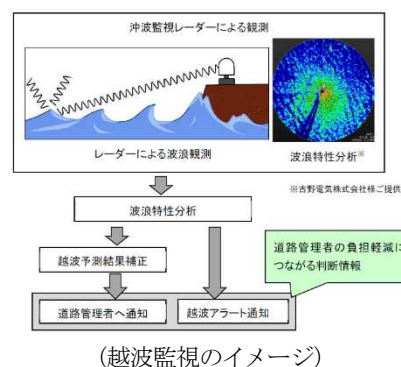 沖波監視レーダーによる観測
レーダーによる波浪観測
波浪特性分析※
※古野電気株式会社様ご提供
波浪特性分析
越波予測結果補正
道路管理者の負担軽減に
つながる判断情報
道路管理者へ通知
越波アラート通知
(越波監視のイメージ)